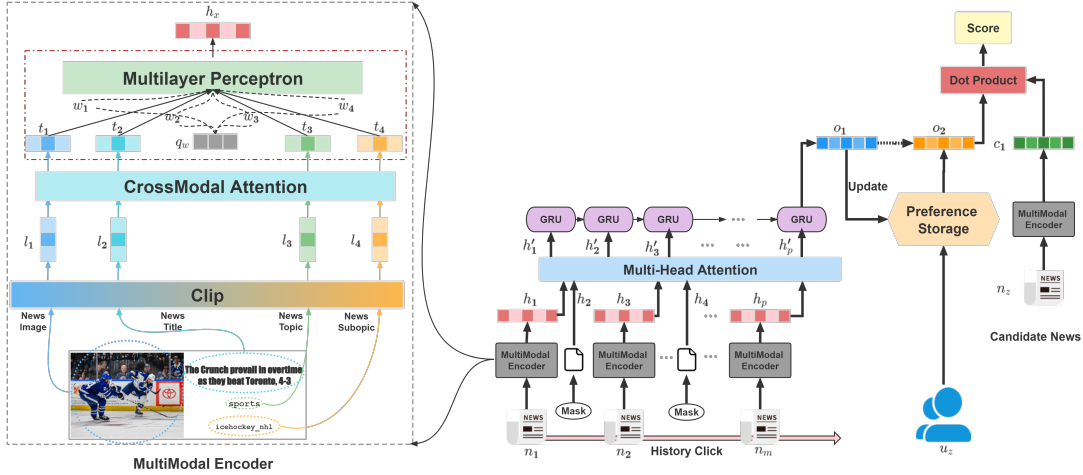 h_x
Multilayer Perceptron
w_1
w_2
w_3
w_4
t_1
t_2
q_w
t_3
t_4
CrossModal Attention
l_1
l_2
l_3
l_4
Clip
News
Image
News
Title
News
Topic
News
Subopic
The Crunch prevail in overtime
as they beat Toronto, 4-3
sports
icehockey_nhl
MultiModal Encoder
GRU
GRU
GRU
...
GRU
h'_1
h'_2
h'_3
... ...
h'_p
Multi-Head Attention
h_1
h_2
h_3
h_4
h_p
...
MultiModal
Encoder
MultiModal
Encoder
...
...
MultiModal
Encoder
Mask
Mask
NEWS
NEWS
NEWS
n_1
n_2
History Click
n_m
Score
Dot Product
o_1
o_2
c_1
Update
Preference
Storage
MultiModal
Encoder
NEWS
n_z
Candidate News
u_z